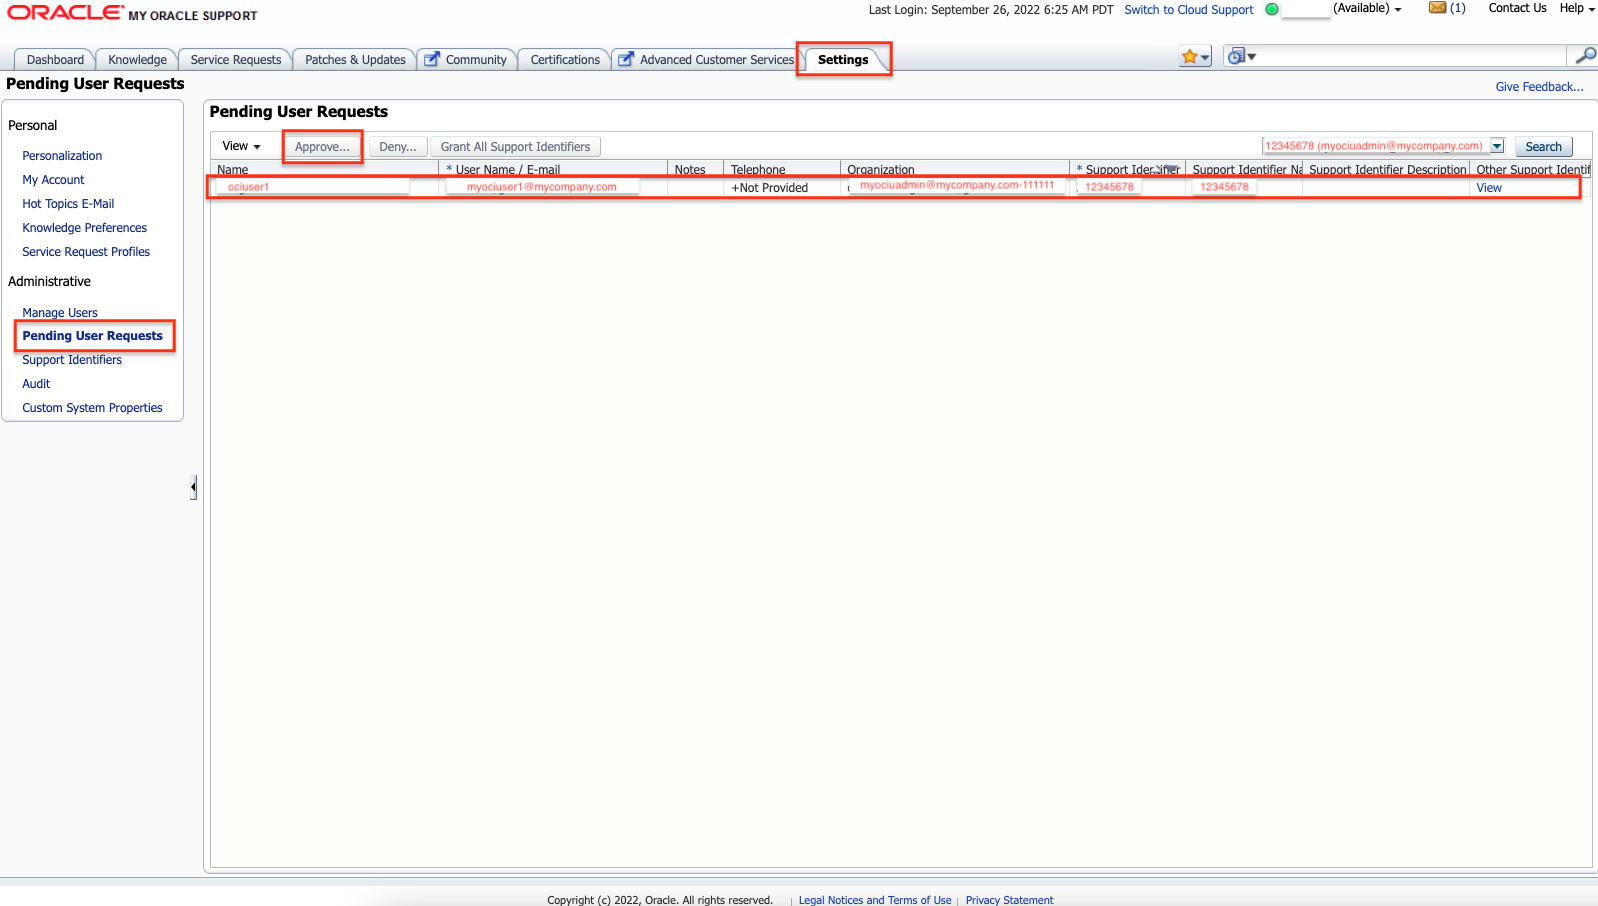 ORACLE MY ORACLE SUPPORT
Last Login: September 26, 2022 6:25 AM PDT Switch to Cloud Support (Available) (1) Contact Us Help
Dashboard Knowledge Service Requests Patches & Updates Community Certifications Advanced Customer Services Settings
Pending User Requests
Give Feedback...
Personal
Personalization
My Account
Hot Topics E-Mail
Knowledge Preferences
Service Request Profiles
Administrative
Manage Users
Pending User Requests
Support Identifiers
Audit
Custom System Properties
Pending User Requests
View Approve... Deny... Grant All Support Identifiers 12345678 (myociuadmin@mycompany.com) Search
Name * User Name / E-mail Notes Telephone Organization * Support Identifier Support Identifier Na Support Identifier Description Other Support Identif
ociuser1 myociuser1@mycompany.com +Not Provided myociuadmin@mycompany.com-111111 12345678 12345678 View
Copyright (c) 2022, Oracle. All rights reserved. | Legal Notices and Terms of Use | Privacy Statement